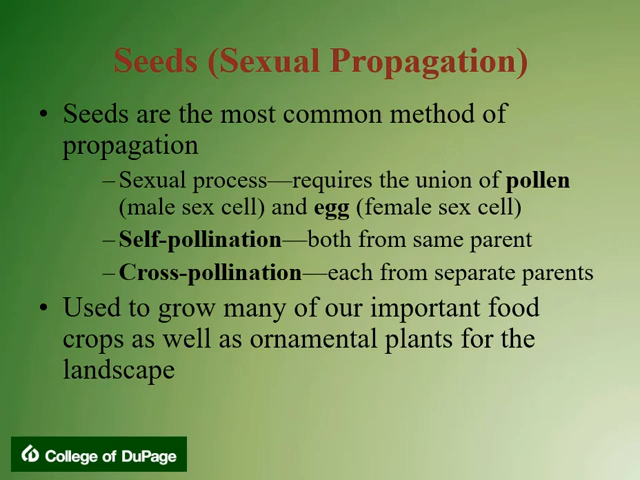 Seeds (Sexual Propagation)
• Seeds are the most common method of
propagation
–Sexual process—requires the union of pollen
(male sex cell) and egg (female sex cell)
–Self-pollination—both from same parent
–Cross-pollination—each from separate parents
• Used to grow many of our important food
crops as well as ornamental plants for the
landscape
College of DuPage